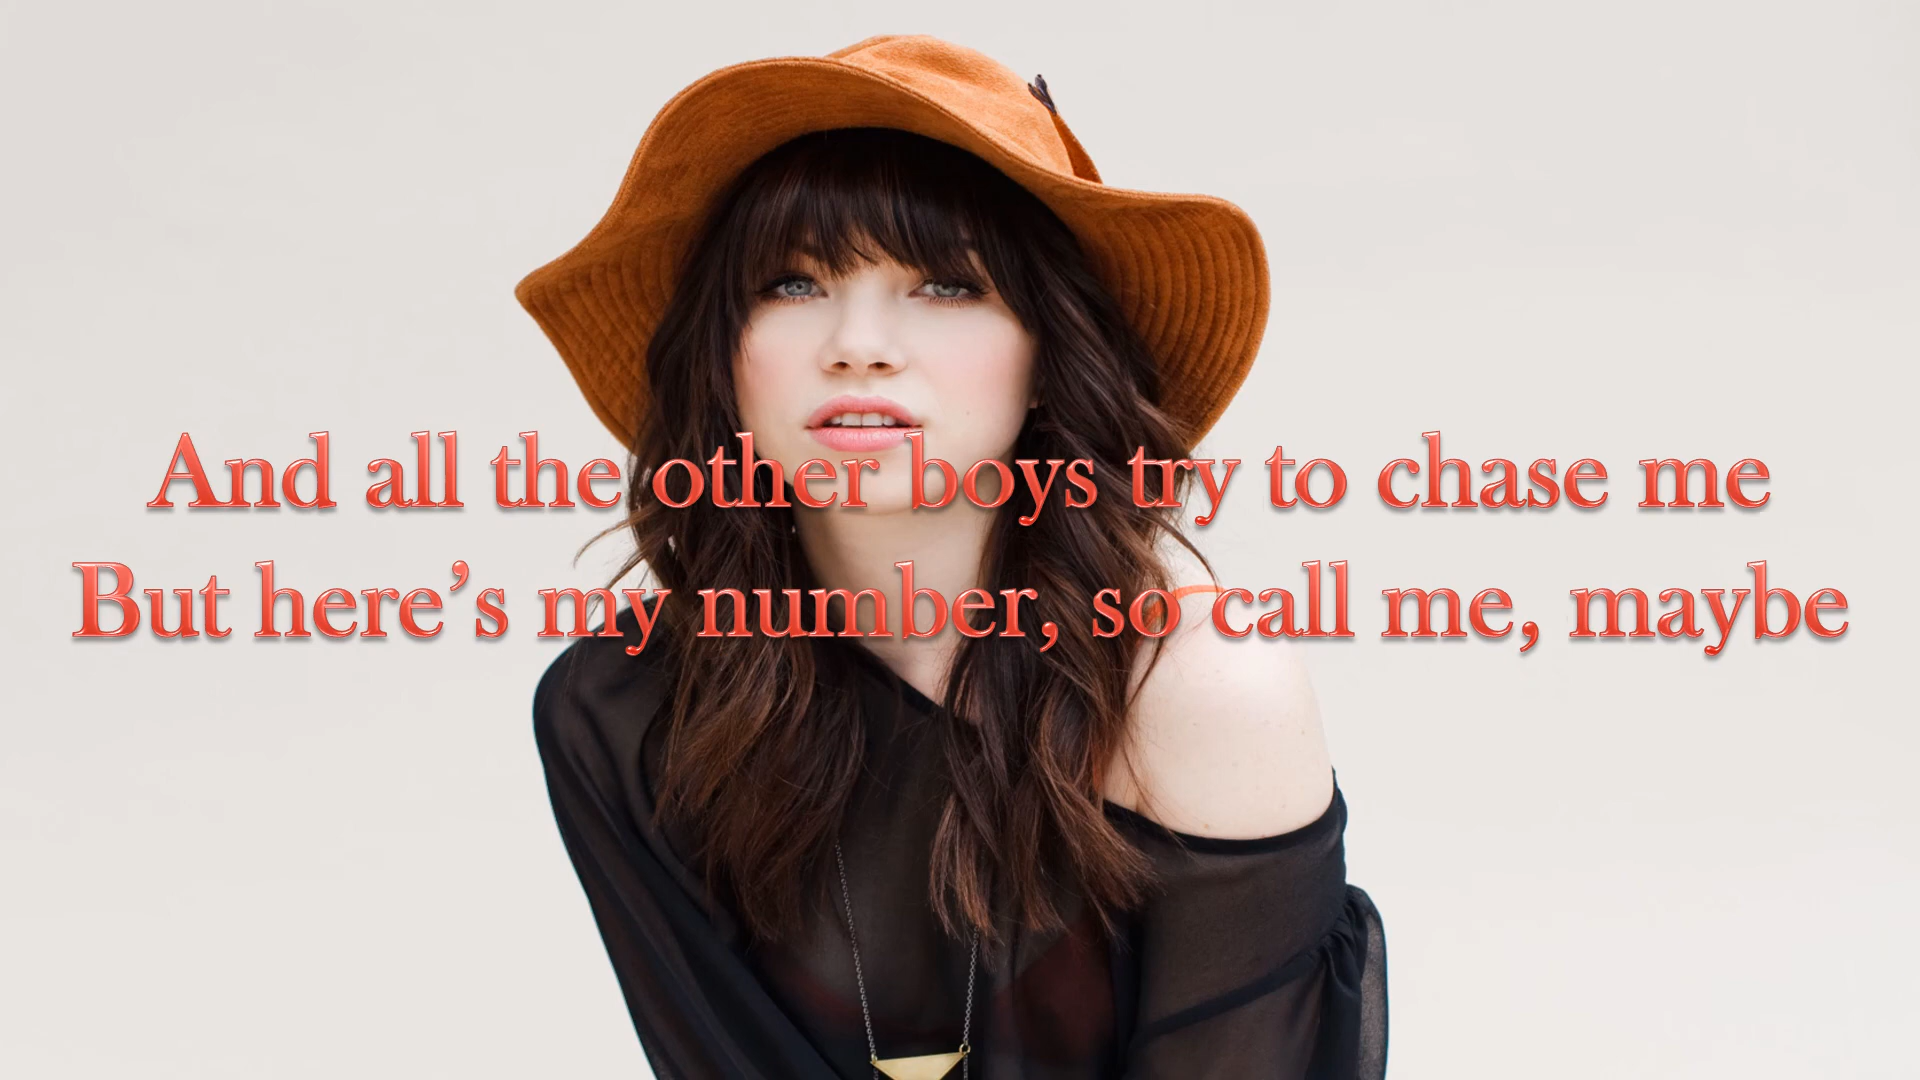 And all the other boys try to chase me
But here’s my number, so call me, maybe